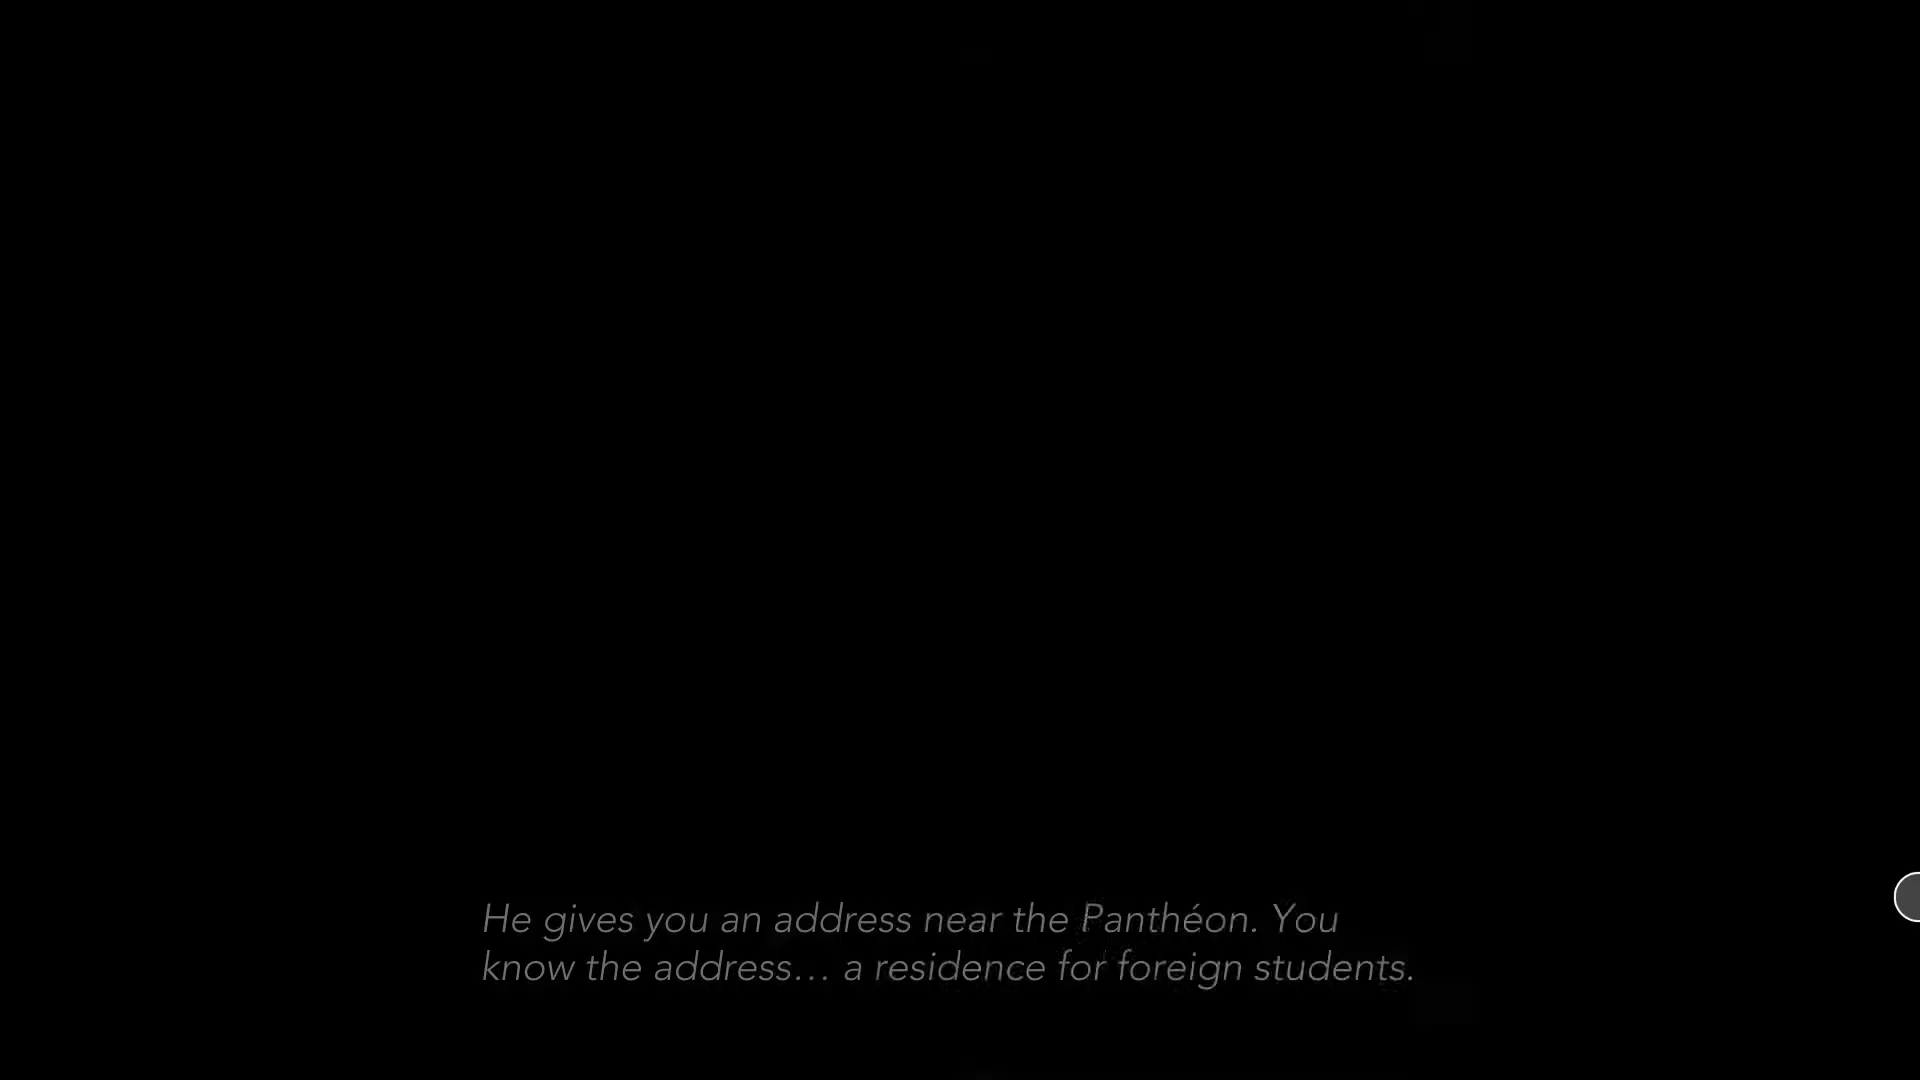 He gives you an address near the Panthéon. You
know the address… a residence for foreign students.